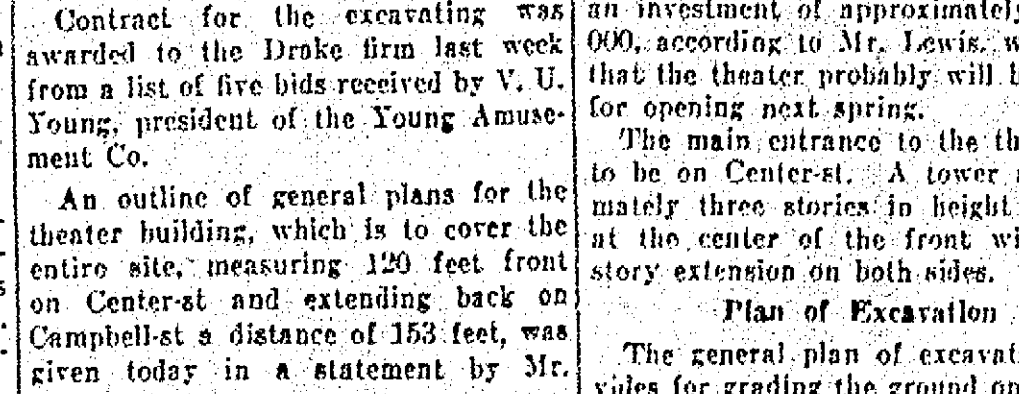 Contract for the excavating was
awarded to the Drake firm last week
from a list of five bids received by V. U.
Young, president of the Young Amuse-
ment Co.
An outline of general plans for the
theater building, which is to cover the
entire site, measuring 120 feet front
on Center-st and extending back on
Campbell-st a distance of 153 feet, was
given today in a statement by Mr.
an investment of approximately
000, according to Mr. Lewis, w
that the theater probably will b
for opening next spring.
The main entrance to the th
to be on Center-st. A tower
mately three stories in height
at the center of the front wi
story extension on both sides.
Plan of Excavation
The general plan of excavat
vides for grading the ground on